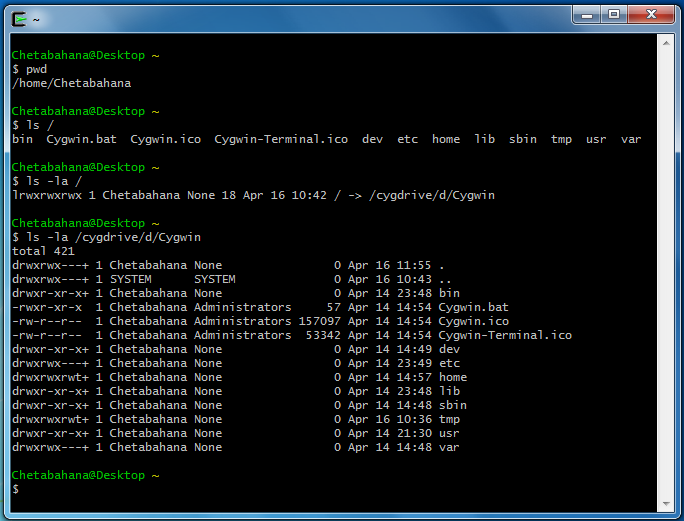 ~
Chetabahana@Desktop ~
$ pwd
/home/Chetabahana
Chetabahana@Desktop ~
$ ls /
bin  Cygwin.bat  Cygwin.ico  Cygwin-Terminal.ico  dev  etc  home  lib  sbin  tmp  usr  var
Chetabahana@Desktop ~
$ ls -la /
lrwxrwxrwx 1 Chetabahana None 18 Apr 16 10:42 / -> /cygdrive/d/Cygwin
Chetabahana@Desktop ~
$ ls -la /cygdrive/d/Cygwin
total 421
drwxrwx---+ 1 Chetabahana None                0 Apr 16 11:55 .
drwxrwx---+ 1 SYSTEM      SYSTEM              0 Apr 16 10:43 ..
drwxr-xr-x+ 1 Chetabahana None                0 Apr 14 23:48 bin
-rwxr-xr-x  1 Chetabahana Administrators     57 Apr 14 14:54 Cygwin.bat
-rw-r--r--  1 Chetabahana Administrators 157097 Apr 14 14:54 Cygwin.ico
-rw-r--r--  1 Chetabahana Administrators  53342 Apr 14 14:54 Cygwin-Terminal.ico
drwxr-xr-x+ 1 Chetabahana None                0 Apr 14 14:49 dev
drwxrwx---+ 1 Chetabahana None                0 Apr 14 23:49 etc
drwxrwxrwt+ 1 Chetabahana None                0 Apr 14 14:57 home
drwxr-xr-x+ 1 Chetabahana None                0 Apr 14 23:48 lib
drwxr-xr-x+ 1 Chetabahana None                0 Apr 14 14:48 sbin
drwxrwxrwt+ 1 Chetabahana None                0 Apr 16 10:36 tmp
drwxr-xr-x+ 1 Chetabahana None                0 Apr 14 21:30 usr
drwxrwx---+ 1 Chetabahana None                0 Apr 14 14:48 var
Chetabahana@Desktop ~
$